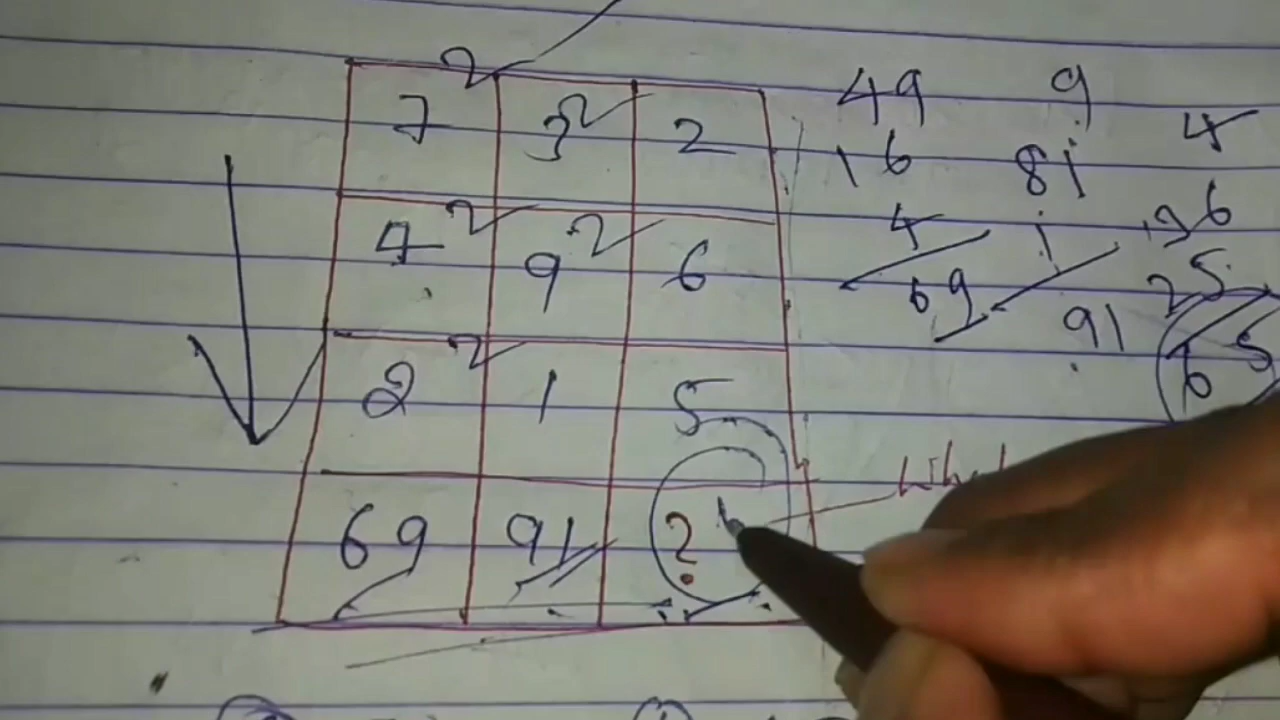 7² 3² 2
4² 9² 6
2² 1 5
69 91 ?
49 9 4
16 81 36
4 1 25
69 91 65